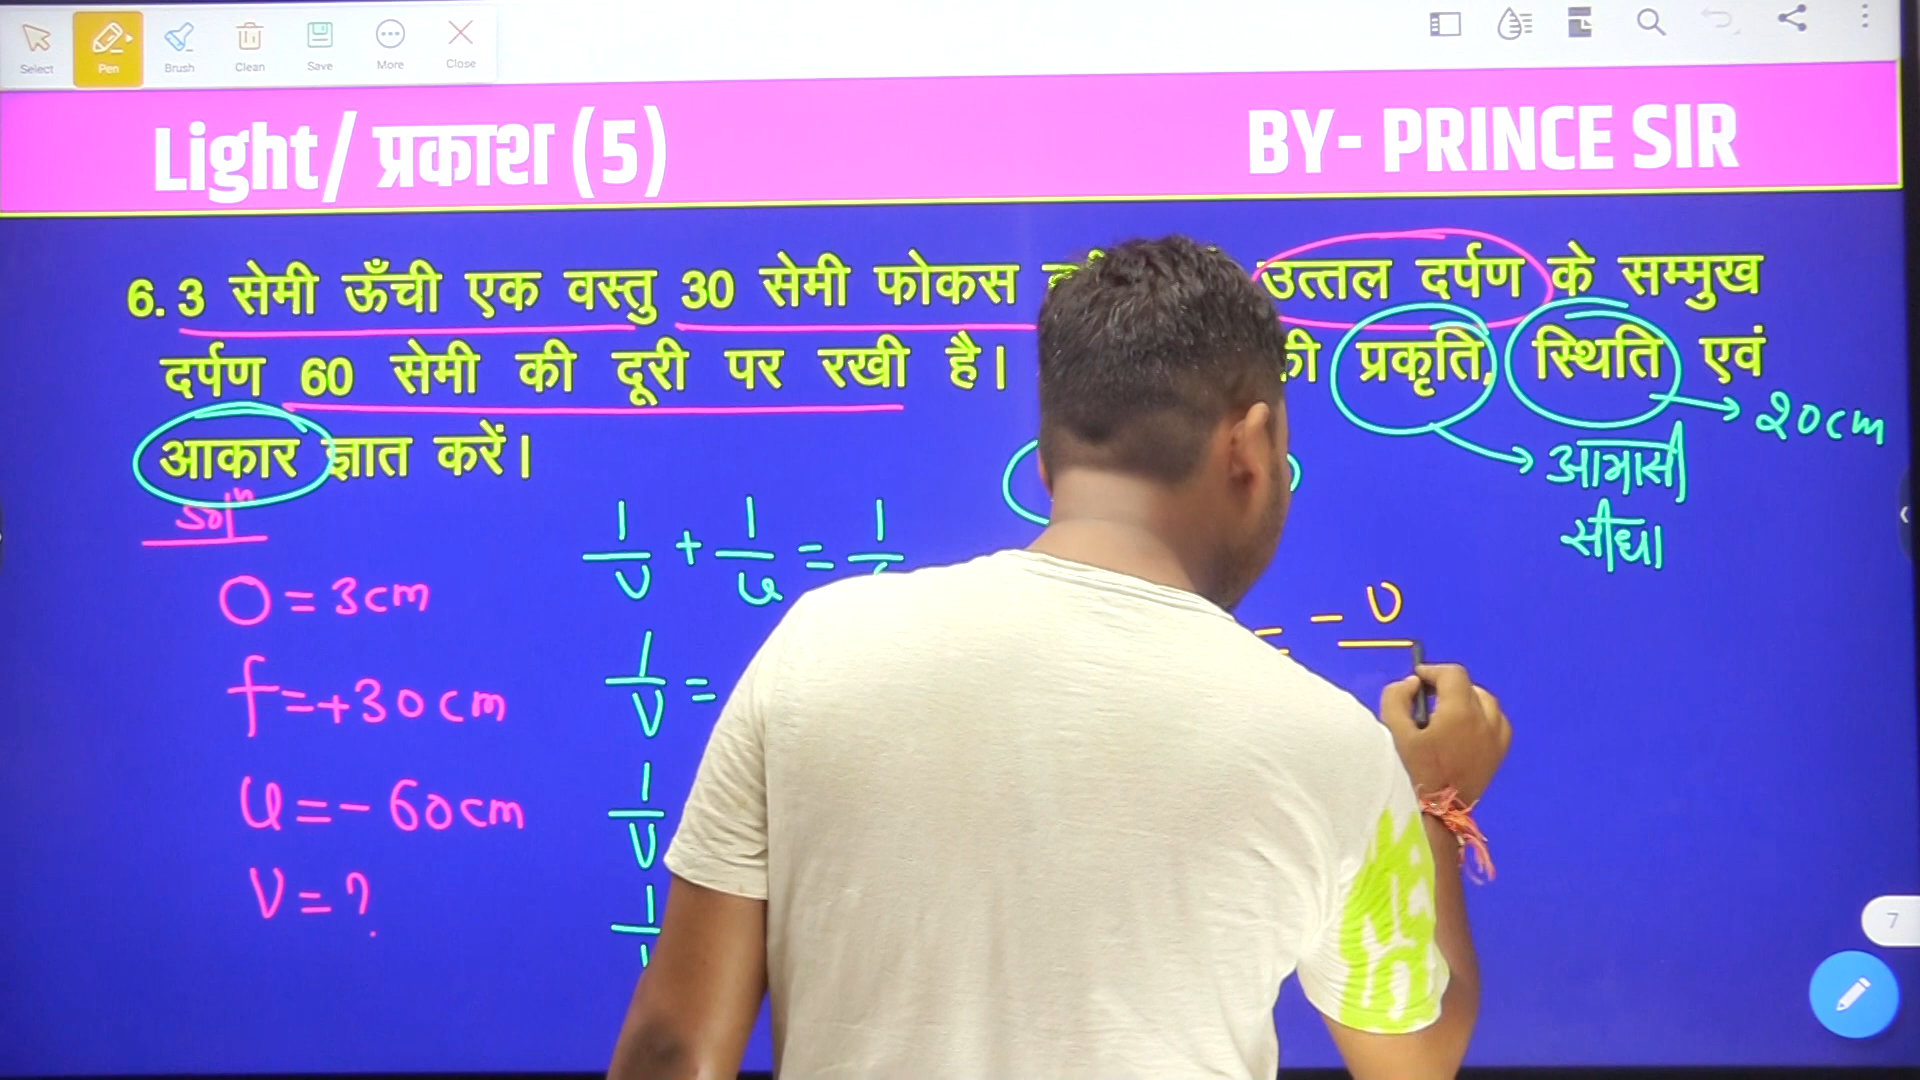 Select Pen Brush Clean Save More Close
Light/ प्रकाश (5) BY- PRINCE SIR
6. 3 सेमी ऊँची एक वस्तु 30 सेमी फोकस उत्तल दर्पण के सम्मुख
दर्पण 60 सेमी की दूरी पर रखी है। की प्रकृति, स्थिति एवं
आकार ज्ञात करें।
→ 20cm
→ आभासी
सीधा
Solⁿ
O = 3cm
f = +30cm
u = - 60cm
V = ?
1/v + 1/u = 1/
1/v =
1/v
1/
= - v
7